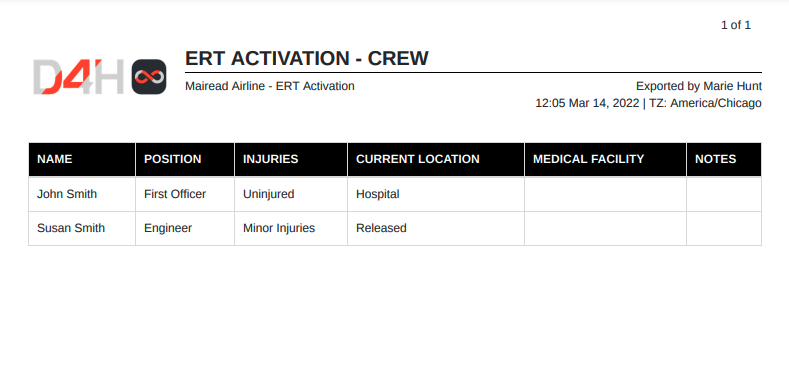 1 of 1
D4H
ERT ACTIVATION - CREW
Mairead Airline - ERT Activation
Exported by Marie Hunt
12:05 Mar 14, 2022 | TZ: America/Chicago
NAME POSITION INJURIES CURRENT LOCATION MEDICAL FACILITY NOTES
John Smith First Officer Uninjured Hospital
Susan Smith Engineer Minor Injuries Released